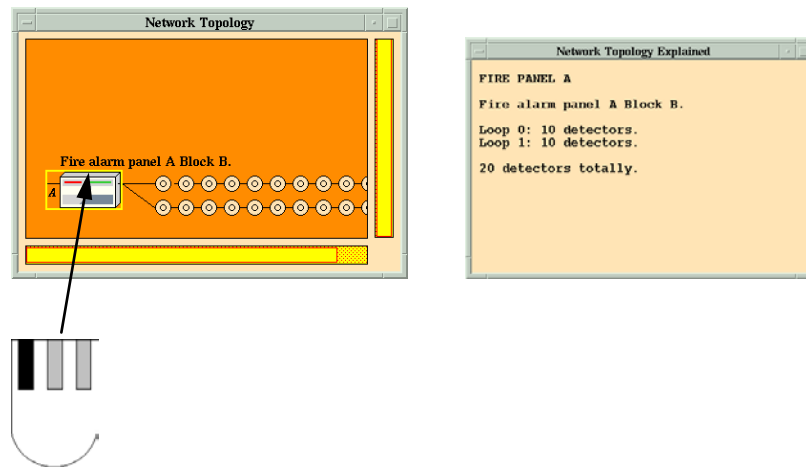 Network Topology
Fire alarm panel A Block B.
A
Network Topology Explained
FIRE PANEL A
Fire alarm panel A Block B.
Loop 0: 10 detectors.
Loop 1: 10 detectors.
20 detectors totally.